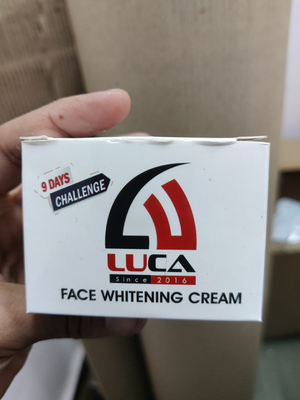 9 DAYS
CHALLENGE
LUCA
Since 2016
FACE WHITENING CREAM